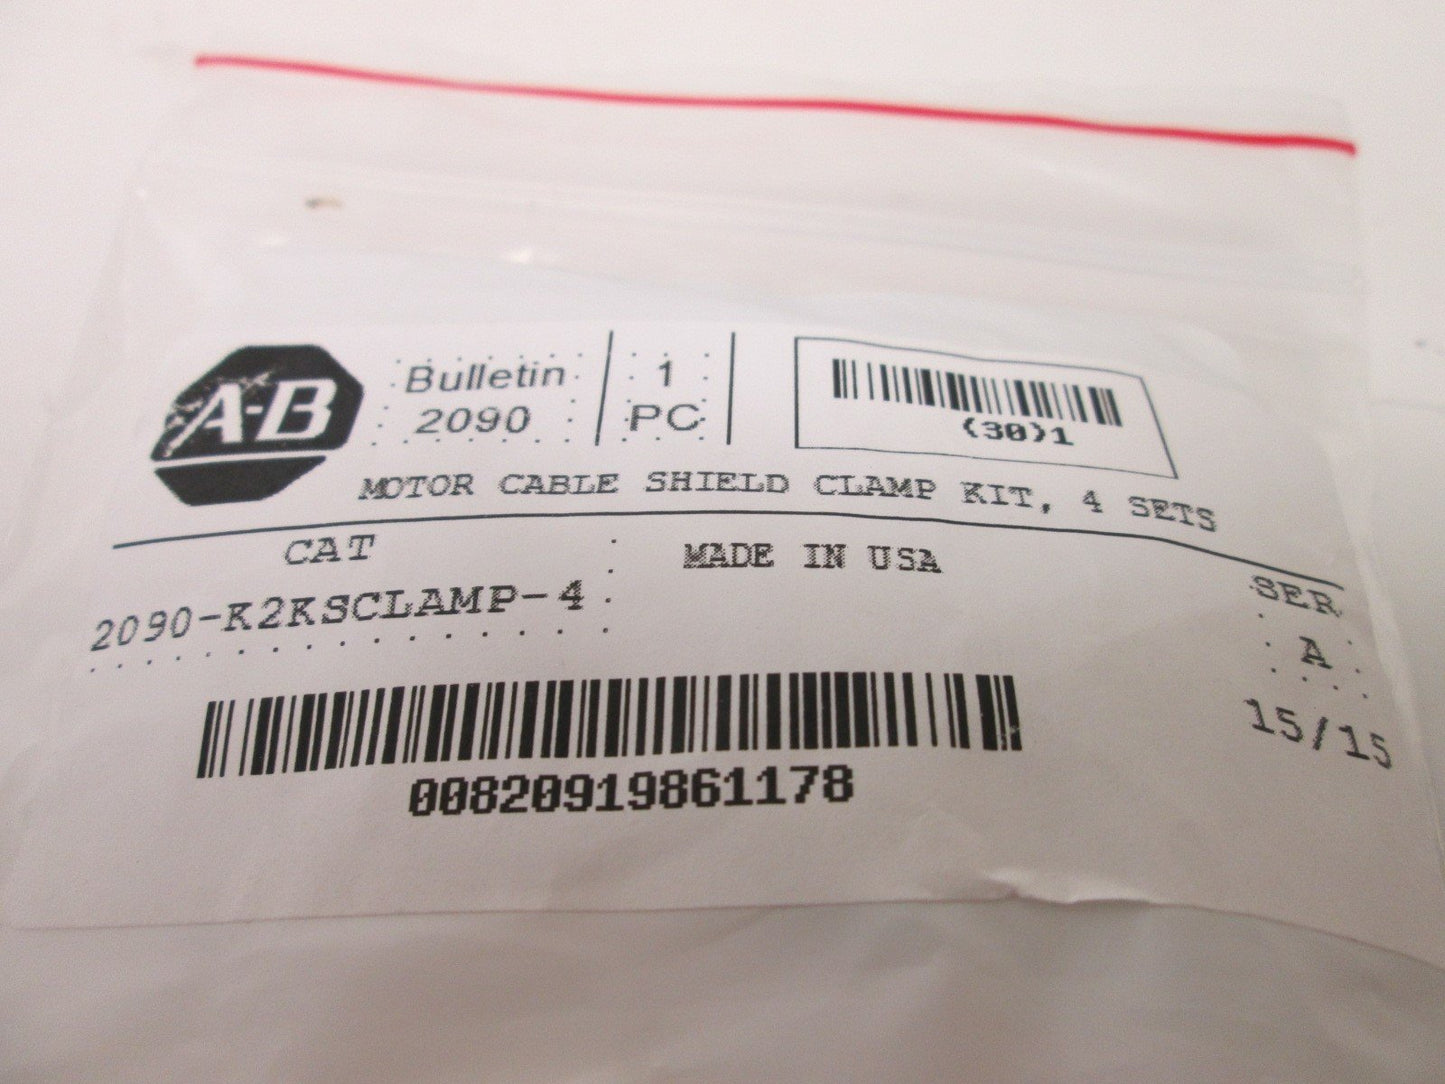 A-B
Bulletin
2090
1
PC
(30)1
MOTOR CABLE SHIELD CLAMP KIT, 4 SETS
CAT
MADE IN USA
SER
2090-K2KSCLAMP-4
A
15/15
00820919861178